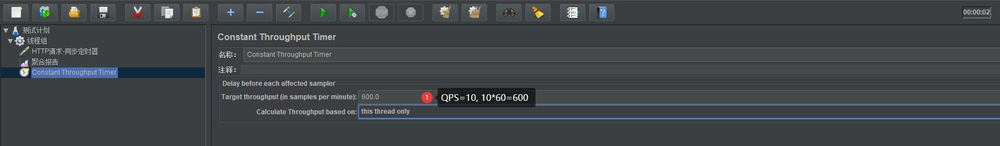 STOP
?
00:00:02
测试计划
线程组
HTTP请求-同步定时器
聚合报告
Constant Throughput Timer
Constant Throughput Timer
名称： Constant Throughput Timer
注释：
Delay before each affected sampler
Target throughput (in samples per minute): 600.0 1 QPS=10, 10*60=600
Calculate Throughput based on: this thread only